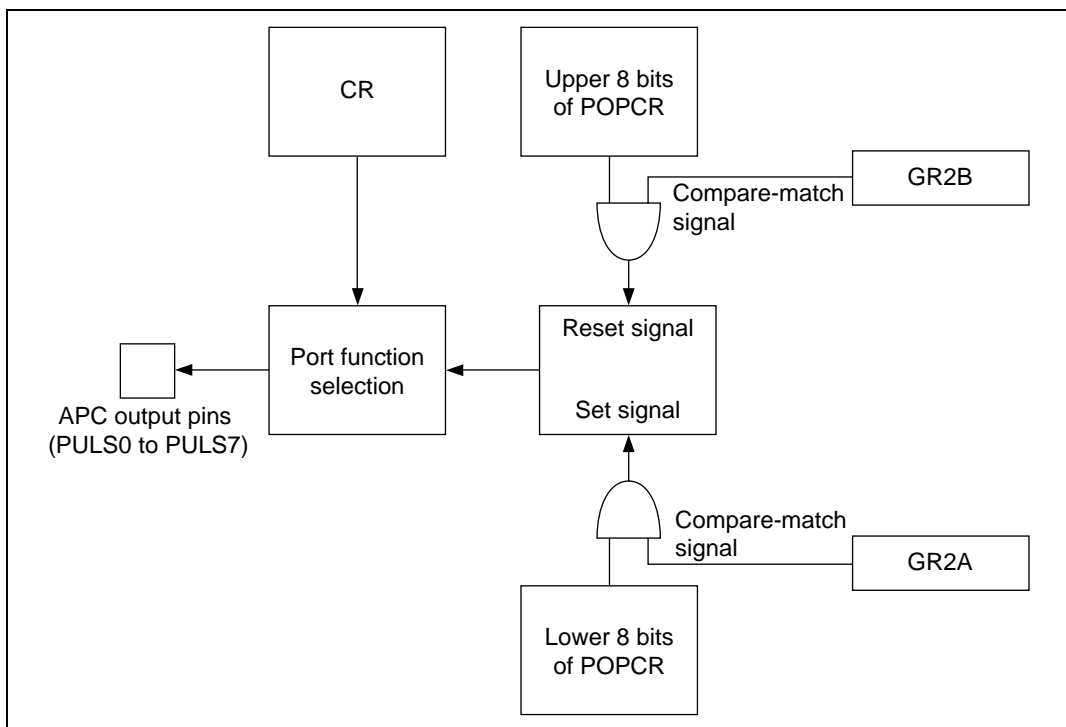 CR
Upper 8 bits
of POPCR
Compare-match
signal
GR2B
Port function
selection
Reset signal
Set signal
APC output pins
(PULS0 to PULS7)
Compare-match
signal
GR2A
Lower 8 bits
of POPCR